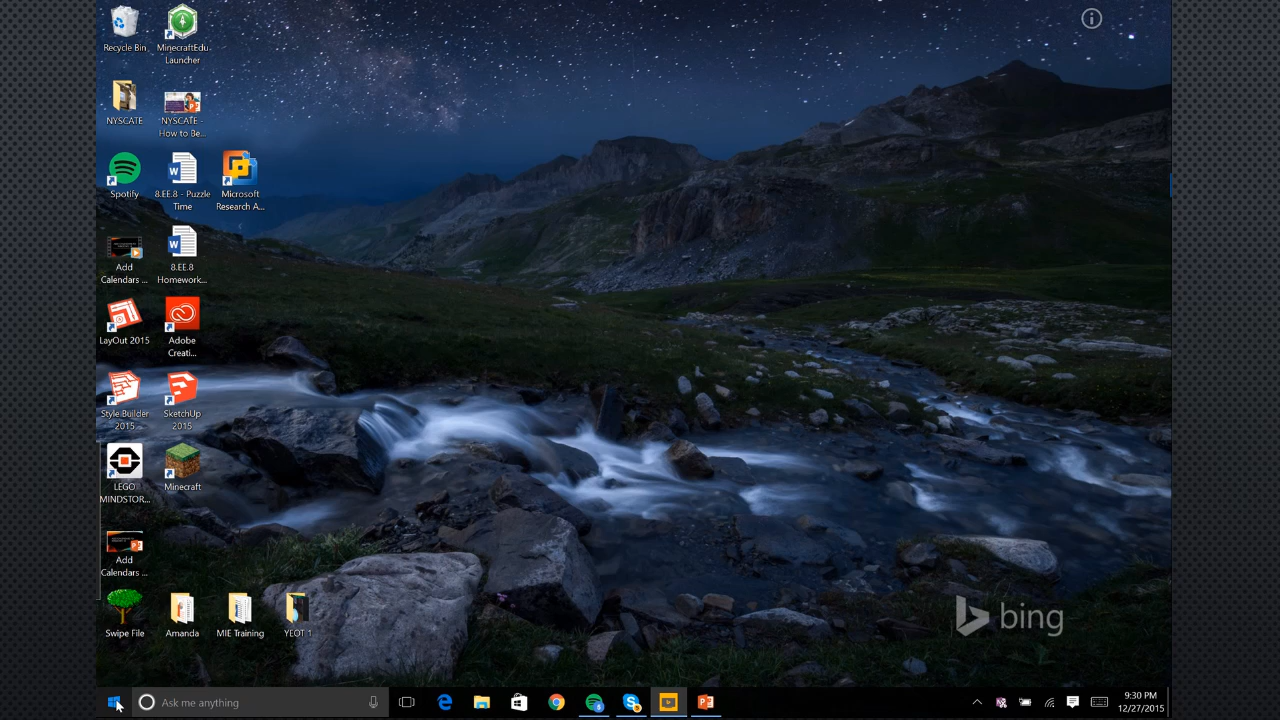 Recycle Bin
MinecraftEdu
Launcher
NYSCATE
NYSCATE -
How to Be...
Spotify
8.EE.8 - Puzzle
Time
Microsoft
Research A...
Add
Calendars ...
8.EE.8
Homework...
LayOut 2015
Adobe
Creati...
Style Builder
2015
SketchUp
2015
LEGO
MINDSTOR...
Minecraft
Add
Calendars ...
Swipe File
Amanda
MIE Training
YEOT 1
bing
Ask me anything
9:30 PM
12/27/2015